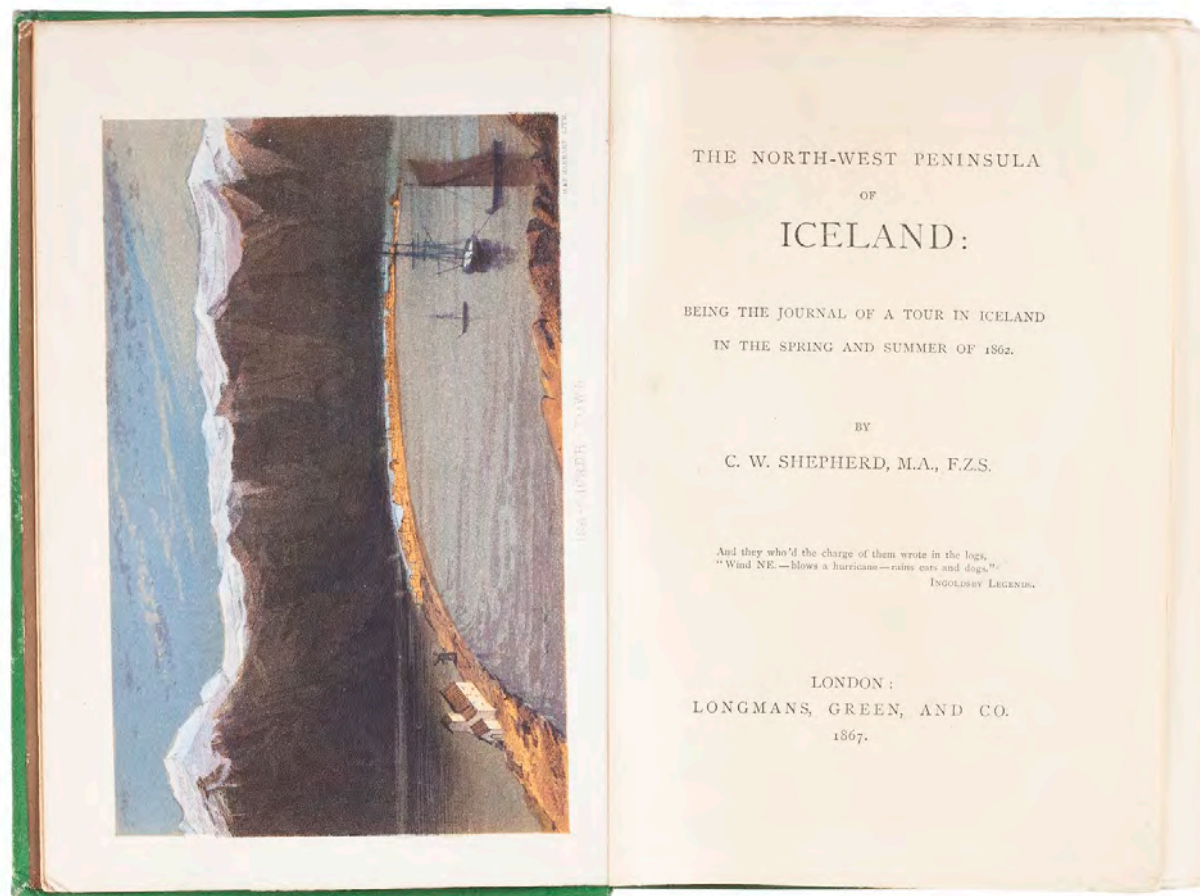 THE NORTH-WEST PENINSULA
OF
ICELAND:
BEING THE JOURNAL OF A TOUR IN ICELAND
IN THE SPRING AND SUMMER OF 1862.
BY
C. W. SHEPHERD, M.A., F.Z.S.
And they who'd the charge of them wrote in the logs,
"Wind NE.—blows a hurricane—rains cats and dogs."
INGOLDSBY LEGENDS.
LONDON:
LONGMANS, GREEN, AND CO.
1867.